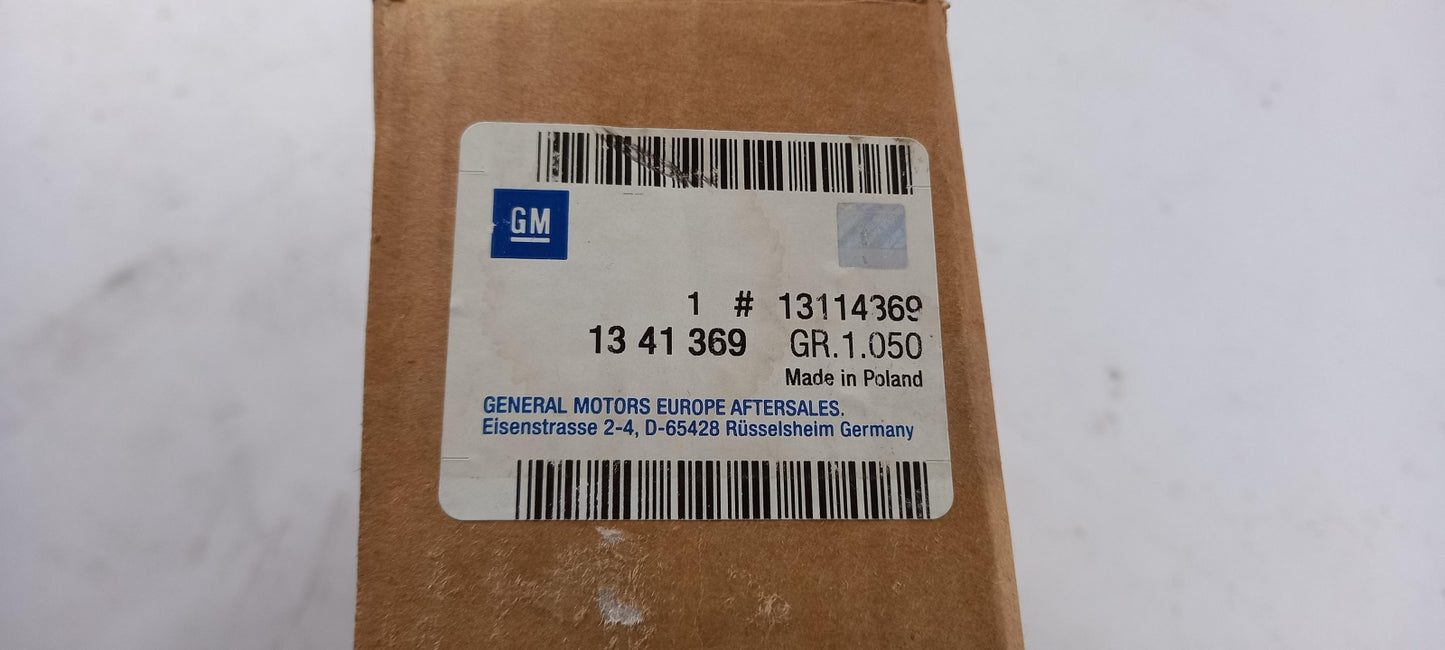 GM
1 # 13114369
13 41 369 GR.1.050
Made in Poland
GENERAL MOTORS EUROPE AFTERSALES.
Eisenstrasse 2-4, D-65428 Rüsselsheim Germany